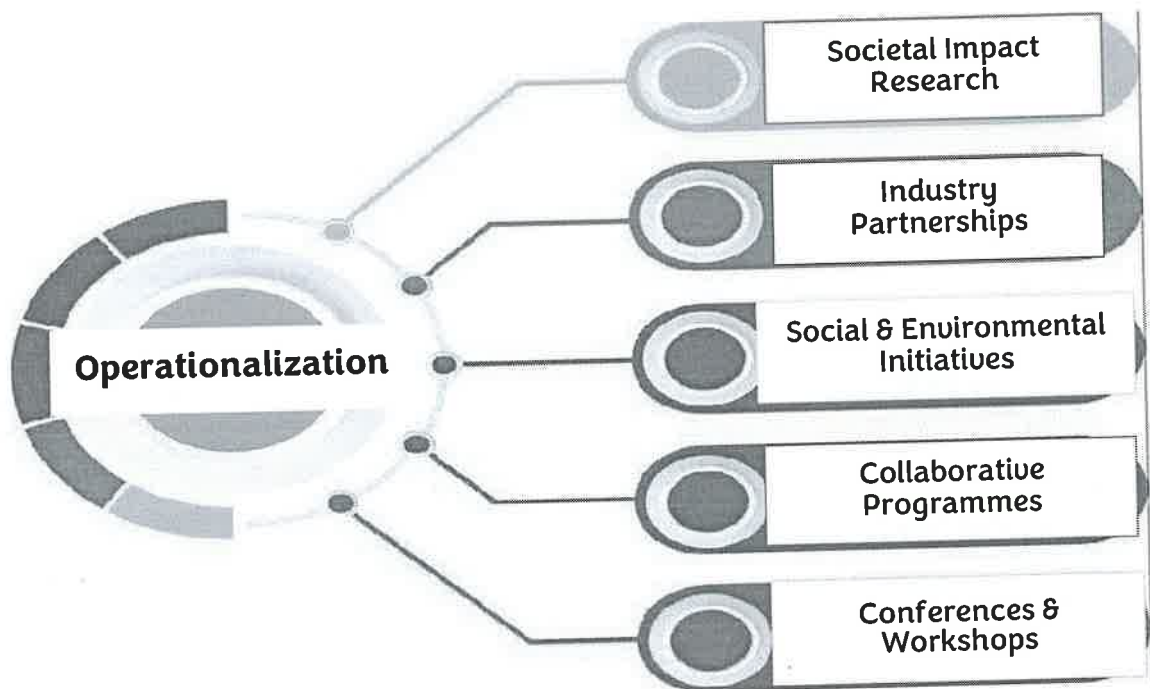 Societal Impact
Research
Industry
Partnerships
Social & Environmental
Initiatives
Operationalization
Collaborative
Programmes
Conferences &
Workshops